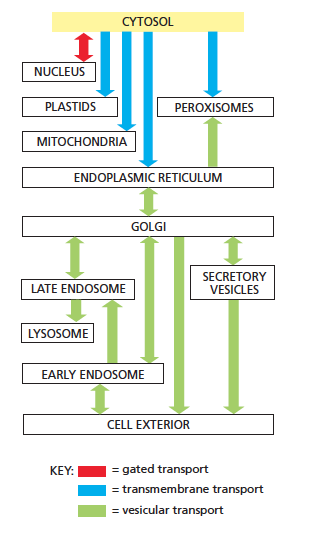 CYTOSOL
NUCLEUS
PLASTIDS
PEROXISOMES
MITOCHONDRIA
ENDOPLASMIC RETICULUM
GOLGI
LATE ENDOSOME
SECRETORY
VESICLES
LYSOSOME
EARLY ENDOSOME
CELL EXTERIOR
KEY:
= gated transport
= transmembrane transport
= vesicular transport